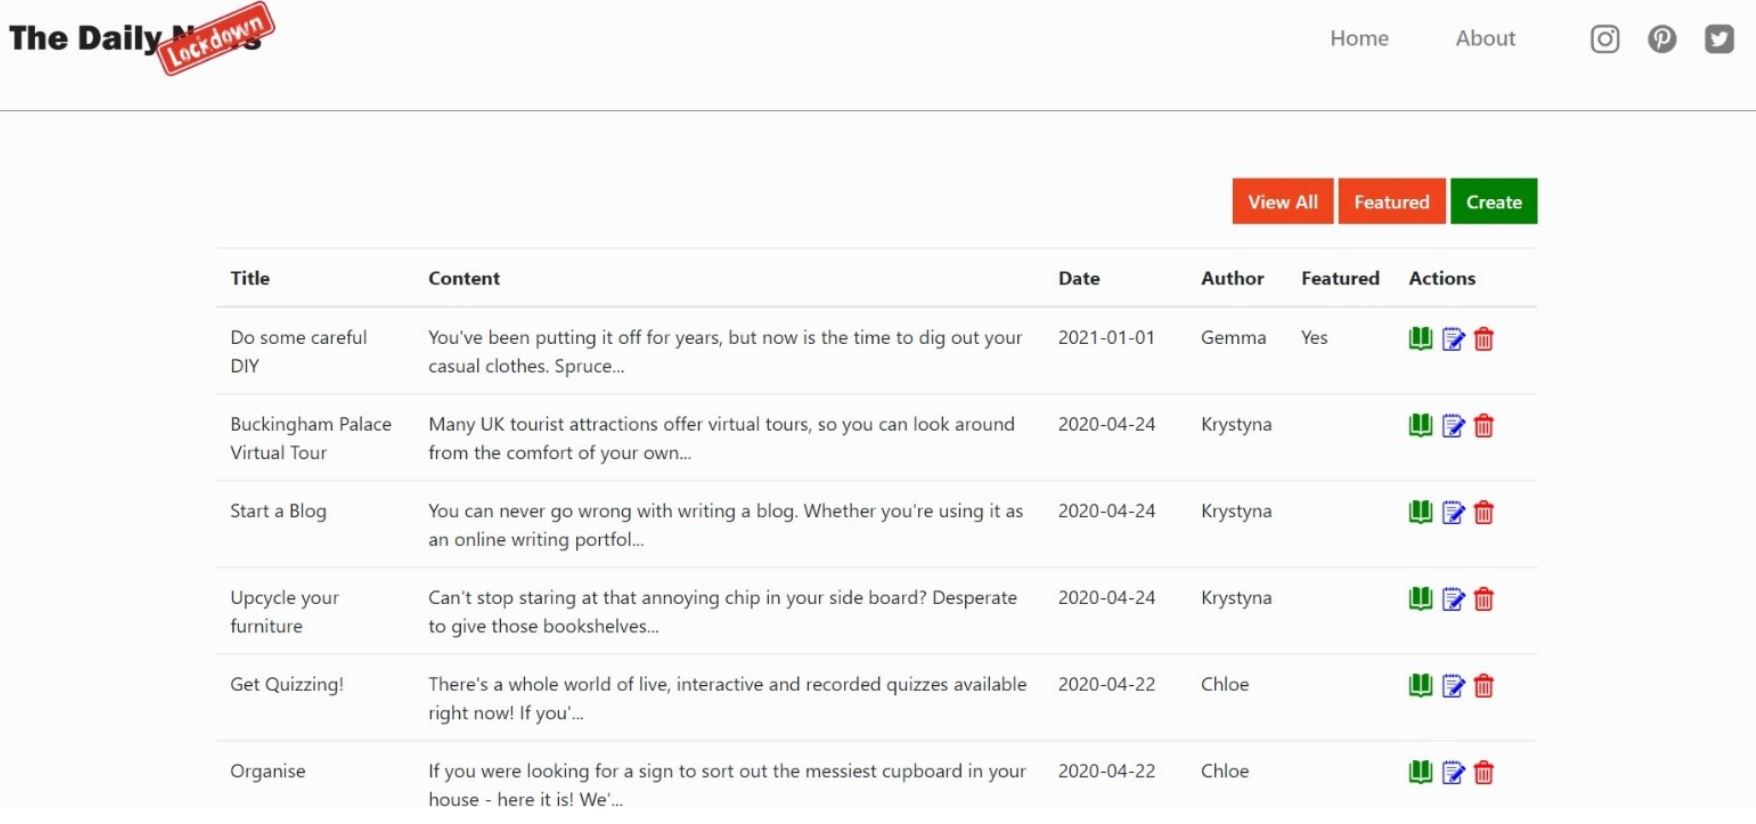 The Daily
Lockdown
Home About
View All Featured Create
Title Content Date Author Featured Actions
Do some careful You've been putting it off for years, but now is the time to dig out your 2021-01-01 Gemma Yes
DIY casual clothes. Spruce...
Buckingham Palace Many UK tourist attractions offer virtual tours, so you can look around 2020-04-24 Krystyna
Virtual Tour from the comfort of your own...
Start a Blog You can never go wrong with writing a blog. Whether you're using it as 2020-04-24 Krystyna
an online writing portfol...
Upcycle your Can't stop staring at that annoying chip in your side board? Desperate 2020-04-24 Krystyna
furniture to give those bookshelves...
Get Quizzing! There's a whole world of live, interactive and recorded quizzes available 2020-04-22 Chloe
right now! If you'...
Organise If you were looking for a sign to sort out the messiest cupboard in your 2020-04-22 Chloe
house - here it is! We'...